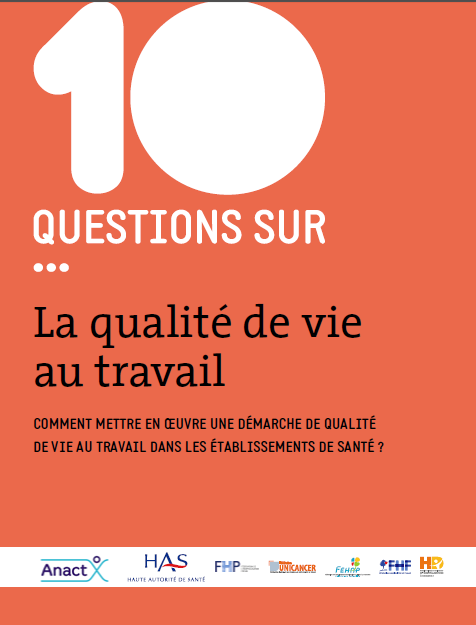 10
QUESTIONS SUR
...
La qualité de vie
au travail
COMMENT METTRE EN ŒUVRE UNE DÉMARCHE DE QUALITÉ
DE VIE AU TRAVAIL DANS LES ÉTABLISSEMENTS DE SANTÉ ?
Anact
HAS
HAUTE AUTORITÉ DE SANTÉ
FHP
UNICANCER
FEHAP
FHF